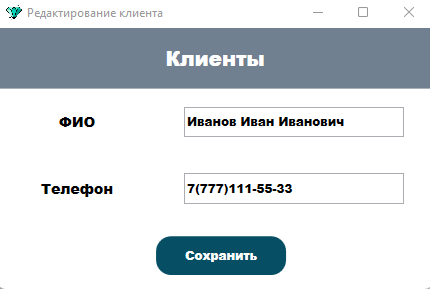 Редактирование клиента
Клиенты
ФИО
Иванов Иван Иванович
Телефон
7(777)111-55-33
Сохранить